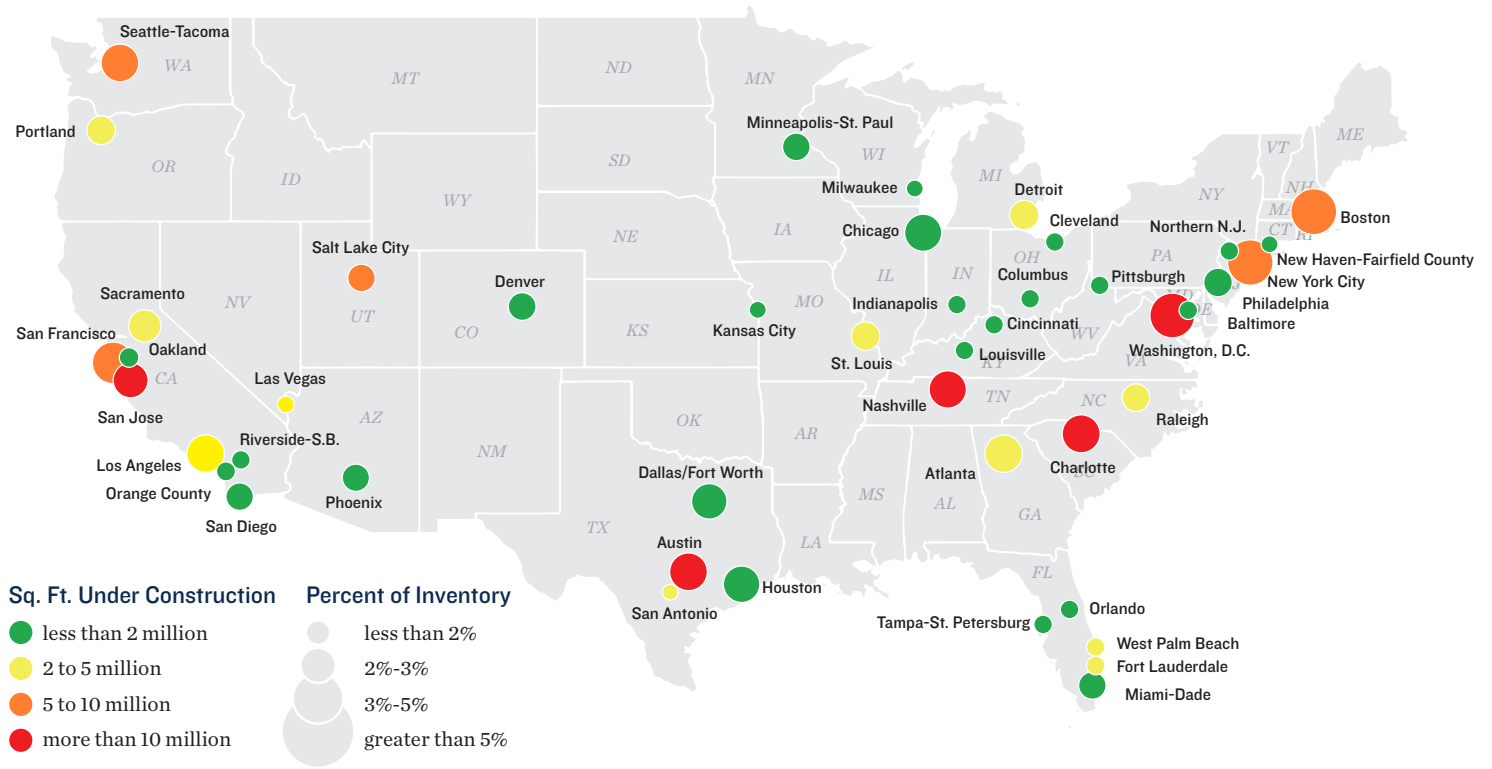 Seattle-Tacoma
WA
MT
ND
MN
Portland
OR
ID
WY
SD
Minneapolis-St. Paul
WI
Milwaukee
MI
Detroit
Cleveland
Chicago
NY
VT
ME
NH
MA
Boston
CT
RI
Northern N.J.
New Haven-Fairfield County
New York City
Philadelphia
Baltimore
Washington, D.C.
PA
Pittsburgh
OH
Columbus
IN
Indianapolis
Cincinnati
Louisville
KY
WV
VA
MD
DE
J
IL
IA
NE
Salt Lake City
UT
Denver
CO
KS
Kansas City
MO
St. Louis
Sacramento
NV
San Francisco
Oakland
CA
San Jose
Las Vegas
Riverside-S.B.
Los Angeles
Orange County
San Diego
AZ
Phoenix
NM
OK
AR
Nashville
TN
NC
Raleigh
Charlotte
SC
Atlanta
GA
AL
MS
LA
Dallas/Fort Worth
TX
Austin
San Antonio
Houston
FL
Orlando
Tampa-St. Petersburg
West Palm Beach
Fort Lauderdale
Miami-Dade
Sq. Ft. Under Construction
less than 2 million
2 to 5 million
5 to 10 million
more than 10 million
Percent of Inventory
less than 2%
2%-3%
3%-5%
greater than 5%